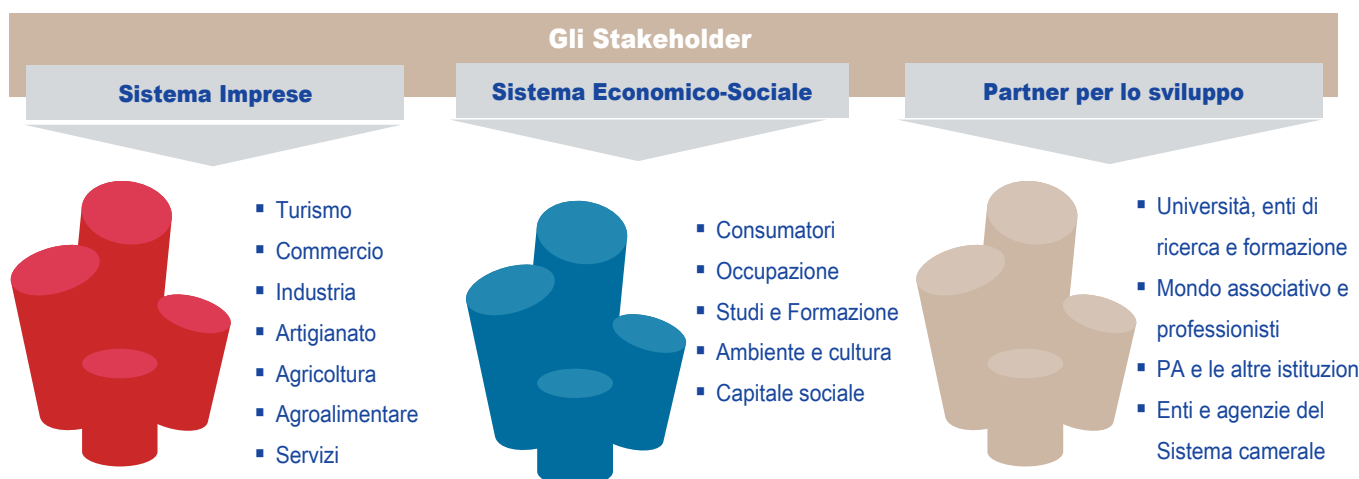 Gli Stakeholder
Sistema Imprese
▪ Turismo
▪ Commercio
▪ Industria
▪ Artigianato
▪ Agricoltura
▪ Agroalimentare
▪ Servizi
Sistema Economico-Sociale
▪ Consumatori
▪ Occupazione
▪ Studi e Formazione
▪ Ambiente e cultura
▪ Capitale sociale
Partner per lo sviluppo
▪ Università, enti di
ricerca e formazione
▪ Mondo associativo e
professionisti
▪ PA e le altre istituzion
▪ Enti e agenzie del
Sistema camerale